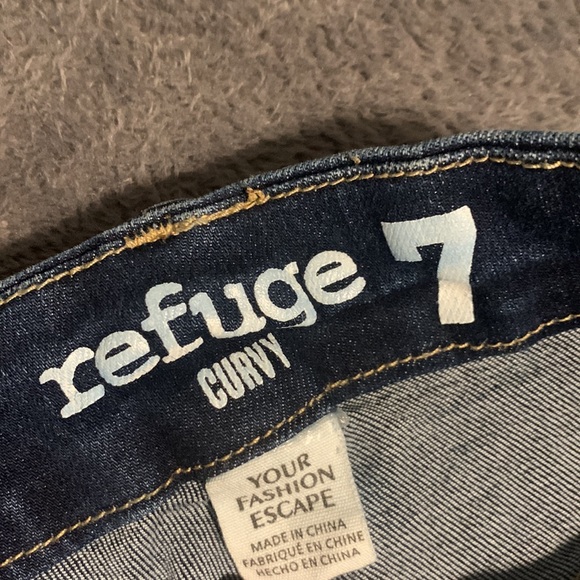 refuge 7
CURVY
YOUR
FASHION
ESCAPE
MADE IN CHINA
FABRIQUÉ EN CHINE
HECHO EN CHINA